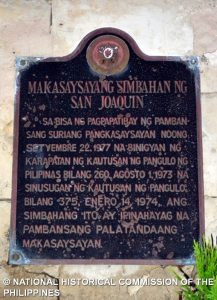 MAKASAYSAYANG SIMBAHAN NG
SAN JOAQUIN
SA BISA NG PAGPAPATIBAY NG PAMBAN-
SANG SURIANG PANGKASAYSAYAN NOONG
SETYEMBRE 22, 1977 NA BINIGYAN NG
KARAPATAN NG KAUTUSAN NG PANGULO NG
PILIPINAS BILANG 260, AGOSTO 1, 1973 NA
SINUSUGAN NG KAUTUSAN NG PANGULO,
BILANG 375, ENERO 14, 1974, ANG
SIMBAHANG ITO AY IPINAHAYAG NA
PAMBANSANG PALATANDAANG
MAKASAYSAYAN.
© NATIONAL HISTORICAL COMMISSION OF THE
PHILIPPINES